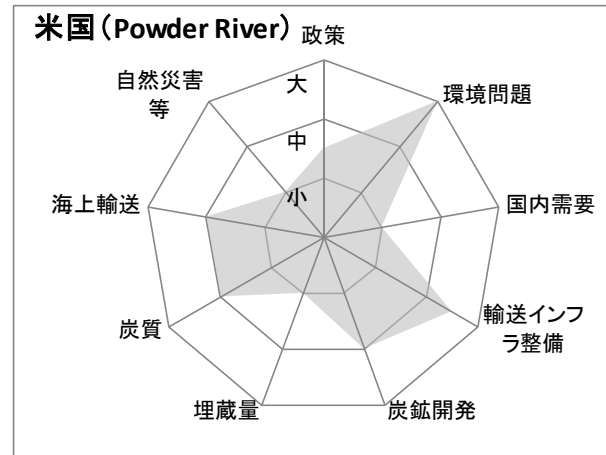 米国（Powder River）
政策
自然災害
等
大
環境問題
中
海上輸送
小
国内需要
輸送インフ
ラ整備
炭質
埋蔵量
炭鉱開発